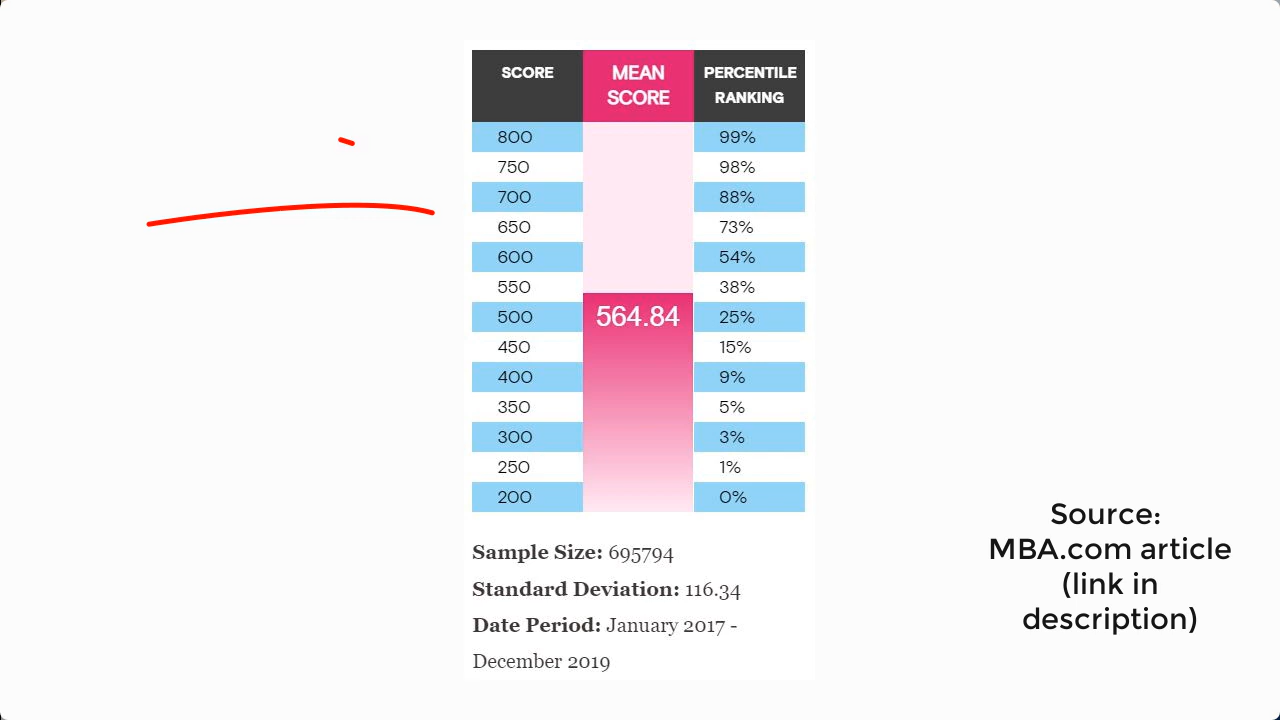 SCORE MEAN SCORE PERCENTILE RANKING
800 99%
750 98%
700 88%
650 73%
600 54%
550 38%
500 564.84 25%
450 15%
400 9%
350 5%
300 3%
250 1%
200 0%
Sample Size: 695794
Standard Deviation: 116.34
Date Period: January 2017 -
December 2019
Source:
MBA.com article
(link in
description)